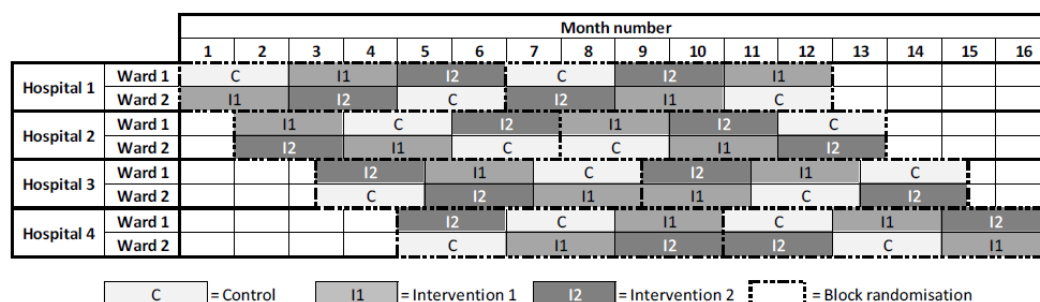 Month number
1 2 3 4 5 6 7 8 9 10 11 12 13 14 15 16
Hospital 1 Ward 1 C I1 I2 C I2 I1
Ward 2 I1 I2 C I2 I1 C
Hospital 2 Ward 1 I1 C I2 I1 I2 C
Ward 2 I2 I1 C C I1 I2
Hospital 3 Ward 1 I2 I1 C I2 I1 C
Ward 2 C I2 I1 I1 C I2
Hospital 4 Ward 1 I2 C I1 C I1 I2
Ward 2 C I1 I2 I2 C I1
C = Control I1 = Intervention 1 I2 = Intervention 2 = Block randomisation